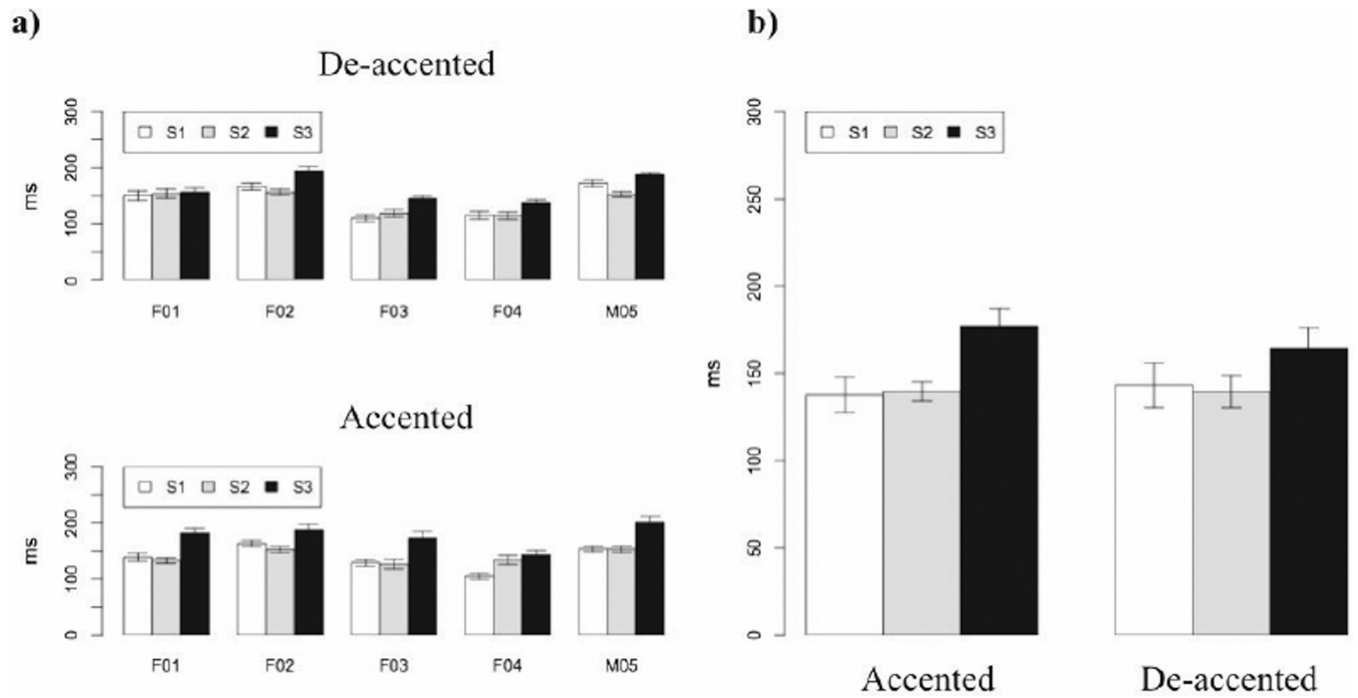 a)
De-accented
300
200
100
0
ms
S1 S2 S3
F01 F02 F03 F04 M05
Accented
300
200
100
0
ms
S1 S2 S3
F01 F02 F03 F04 M05
b)
300
250
200
150
100
50
0
ms
S1 S2 S3
Accented De-accented